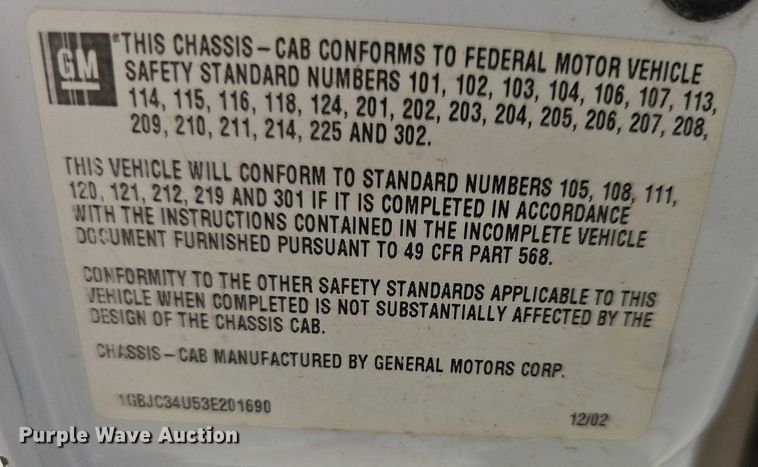 GM
"THIS CHASSIS-CAB CONFORMS TO FEDERAL MOTOR VEHICLE
SAFETY STANDARD NUMBERS 101, 102, 103, 104, 106, 107, 113,
114, 115, 116, 118, 124, 201, 202, 203, 204, 205, 206, 207, 208,
209, 210, 211, 214, 225 AND 302.
THIS VEHICLE WILL CONFORM TO STANDARD NUMBERS 105, 108, 111,
120, 121, 212, 219 AND 301 IF IT IS COMPLETED IN ACCORDANCE
WITH THE INSTRUCTIONS CONTAINED IN THE INCOMPLETE VEHICLE
DOCUMENT FURNISHED PURSUANT TO 49 CFR PART 568.
CONFORMITY TO THE OTHER SAFETY STANDARDS APPLICABLE TO THIS
VEHICLE WHEN COMPLETED IS NOT SUBSTANTIALLY AFFECTED BY THE
DESIGN OF THE CHASSIS CAB.
CHASSIS-CAB MANUFACTURED BY GENERAL MOTORS CORP.
1GBJC34U53E201690 12/02
Purple Wave Auction